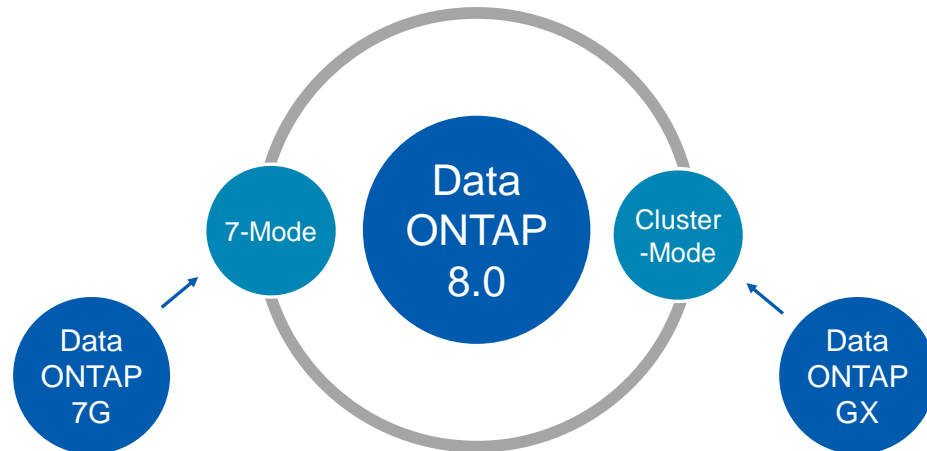 Data
ONTAP
8.0
7-Mode
Cluster
-Mode
Data
ONTAP
7G
Data
ONTAP
GX